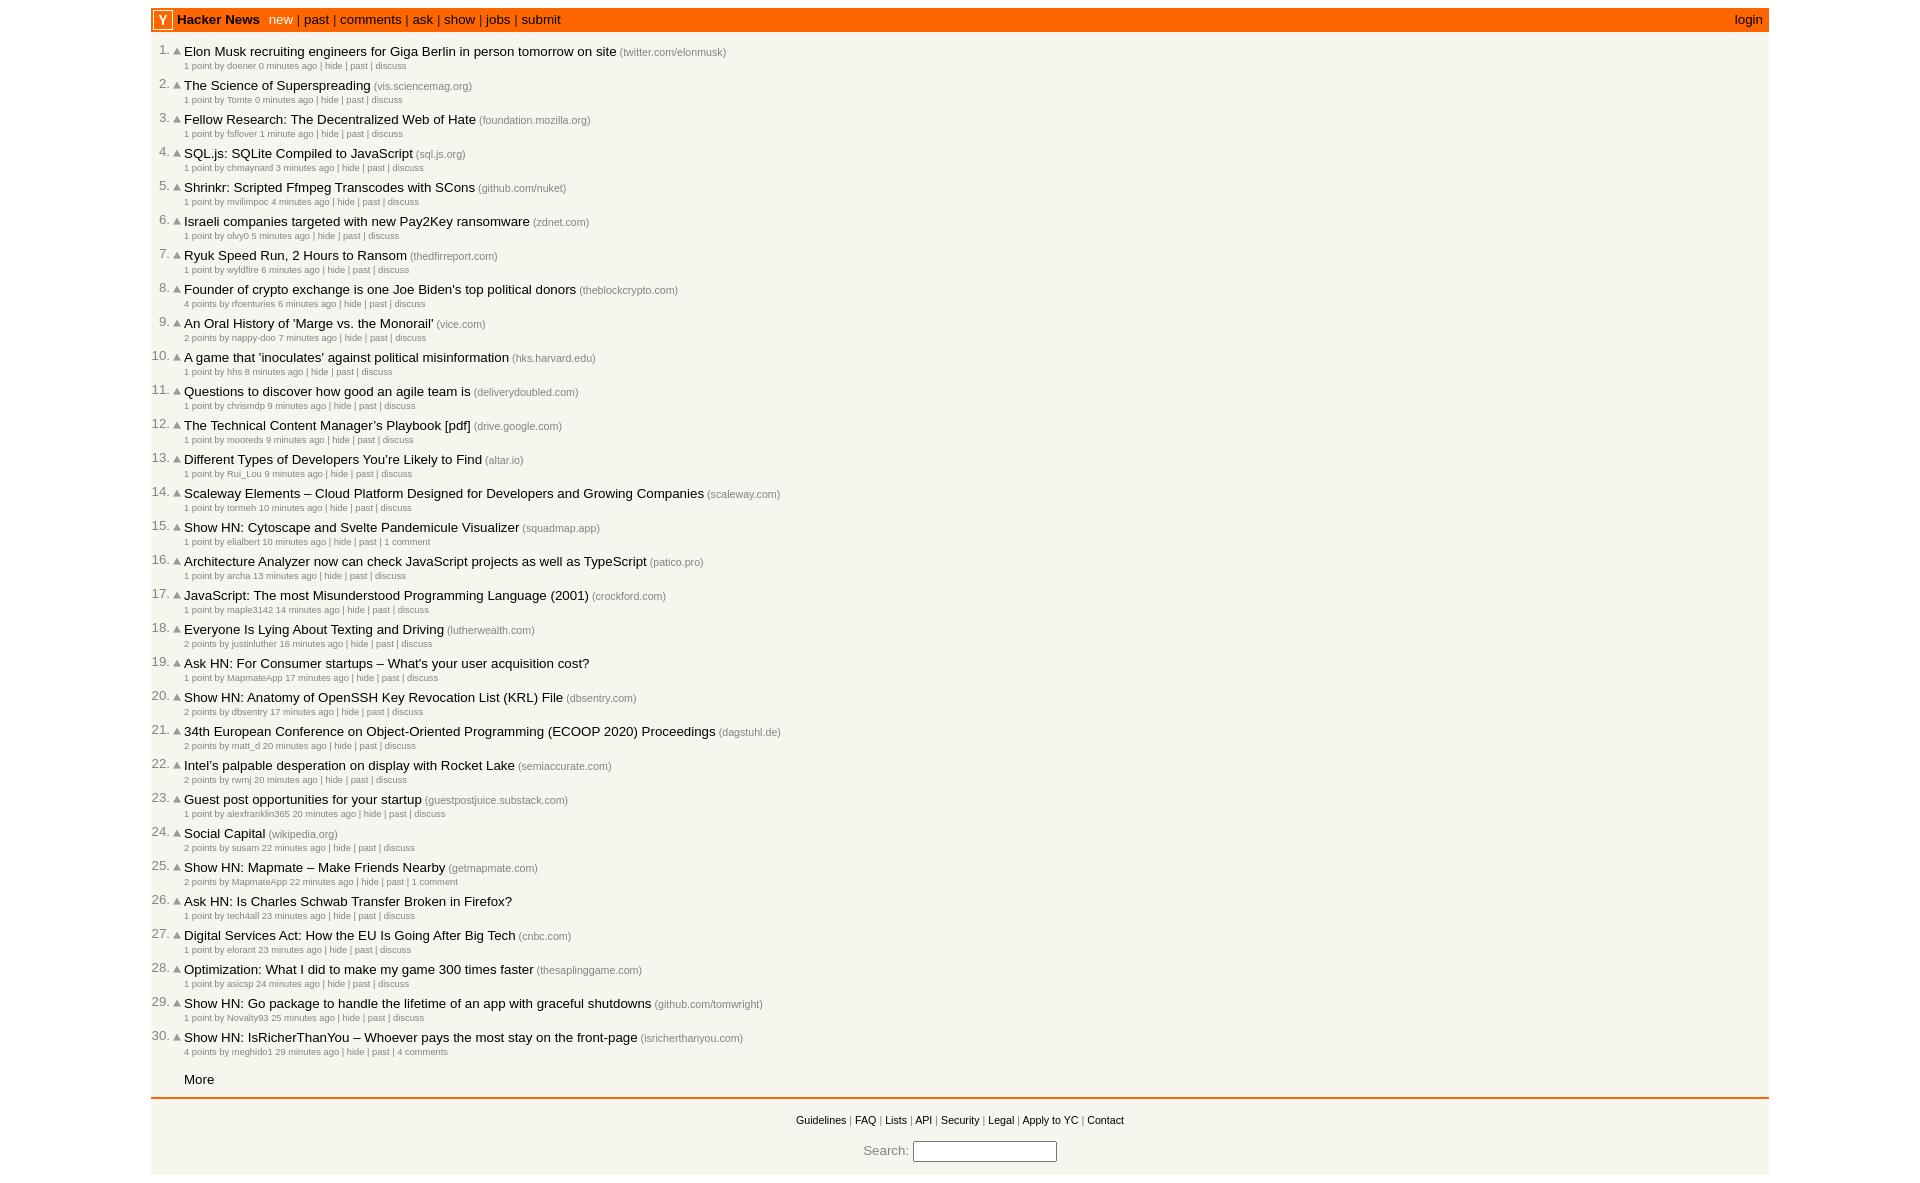 Y Hacker News new | past | comments | ask | show | jobs | submit login
1. Elon Musk recruiting engineers for Giga Berlin in person tomorrow on site (twitter.com/elonmusk)
1 point by doener 0 minutes ago | hide | past | discuss
2. The Science of Superspreading (vis.sciencemag.org)
1 point by Tomte 0 minutes ago | hide | past | discuss
3. Fellow Research: The Decentralized Web of Hate (foundation.mozilla.org)
1 point by fsflover 1 minute ago | hide | past | discuss
4. SQL.js: SQLite Compiled to JavaScript (sql.js.org)
1 point by chmaynard 3 minutes ago | hide | past | discuss
5. Shrinkr: Scripted Ffmpeg Transcodes with SCons (github.com/nuket)
1 point by mvilimpoc 4 minutes ago | hide | past | discuss
6. Israeli companies targeted with new Pay2Key ransomware (zdnet.com)
1 point by olvy0 5 minutes ago | hide | past | discuss
7. Ryuk Speed Run, 2 Hours to Ransom (thedfirreport.com)
1 point by wyldfire 6 minutes ago | hide | past | discuss
8. Founder of crypto exchange is one Joe Biden's top political donors (theblockcrypto.com)
4 points by rfcenturies 6 minutes ago | hide | past | discuss
9. An Oral History of 'Marge vs. the Monorail' (vice.com)
2 points by nappy-doo 7 minutes ago | hide | past | discuss
10. A game that 'inoculates' against political misinformation (hks.harvard.edu)
1 point by hhs 8 minutes ago | hide | past | discuss
11. Questions to discover how good an agile team is (deliverydoubled.com)
1 point by chrismdp 9 minutes ago | hide | past | discuss
12. The Technical Content Manager’s Playbook [pdf] (drive.google.com)
1 point by mooreds 9 minutes ago | hide | past | discuss
13. Different Types of Developers You’re Likely to Find (altar.io)
1 point by Rui_Lou 9 minutes ago | hide | past | discuss
14. Scaleway Elements – Cloud Platform Designed for Developers and Growing Companies (scaleway.com)
1 point by tormeh 10 minutes ago | hide | past | discuss
15. Show HN: Cytoscape and Svelte Pandemicule Visualizer (squadmap.app)
1 point by elialbert 10 minutes ago | hide | past | 1 comment
16. Architecture Analyzer now can check JavaScript projects as well as TypeScript (patico.pro)
1 point by archa 13 minutes ago | hide | past | discuss
17. JavaScript: The most Misunderstood Programming Language (2001) (crockford.com)
1 point by maple3142 14 minutes ago | hide | past | discuss
18. Everyone Is Lying About Texting and Driving (lutherwealth.com)
2 points by justinluther 16 minutes ago | hide | past | discuss
19. Ask HN: For Consumer startups – What's your user acquisition cost?
1 point by MapmateApp 17 minutes ago | hide | past | discuss
20. Show HN: Anatomy of OpenSSH Key Revocation List (KRL) File (dbsentry.com)
2 points by dbsentry 17 minutes ago | hide | past | discuss
21. 34th European Conference on Object-Oriented Programming (ECOOP 2020) Proceedings (dagstuhl.de)
2 points by matt_d 20 minutes ago | hide | past | discuss
22. Intel’s palpable desperation on display with Rocket Lake (semiaccurate.com)
2 points by rwmj 20 minutes ago | hide | past | discuss
23. Guest post opportunities for your startup (guestpostjuice.substack.com)
1 point by alexfranklin365 20 minutes ago | hide | past | discuss
24. Social Capital (wikipedia.org)
2 points by susam 22 minutes ago | hide | past | discuss
25. Show HN: Mapmate – Make Friends Nearby (getmapmate.com)
2 points by MapmateApp 22 minutes ago | hide | past | 1 comment
26. Ask HN: Is Charles Schwab Transfer Broken in Firefox?
1 point by tech4all 23 minutes ago | hide | past | discuss
27. Digital Services Act: How the EU Is Going After Big Tech (cnbc.com)
1 point by elorant 23 minutes ago | hide | past | discuss
28. Optimization: What I did to make my game 300 times faster (thesaplinggame.com)
1 point by asicsp 24 minutes ago | hide | past | discuss
29. Show HN: Go package to handle the lifetime of an app with graceful shutdowns (github.com/tomwright)
1 point by Novalty93 25 minutes ago | hide | past | discuss
30. Show HN: IsRicherThanYou – Whoever pays the most stay on the front-page (isricherthanyou.com)
4 points by meghido1 29 minutes ago | hide | past | 4 comments
More
Guidelines | FAQ | Lists | API | Security | Legal | Apply to YC | Contact
Search: